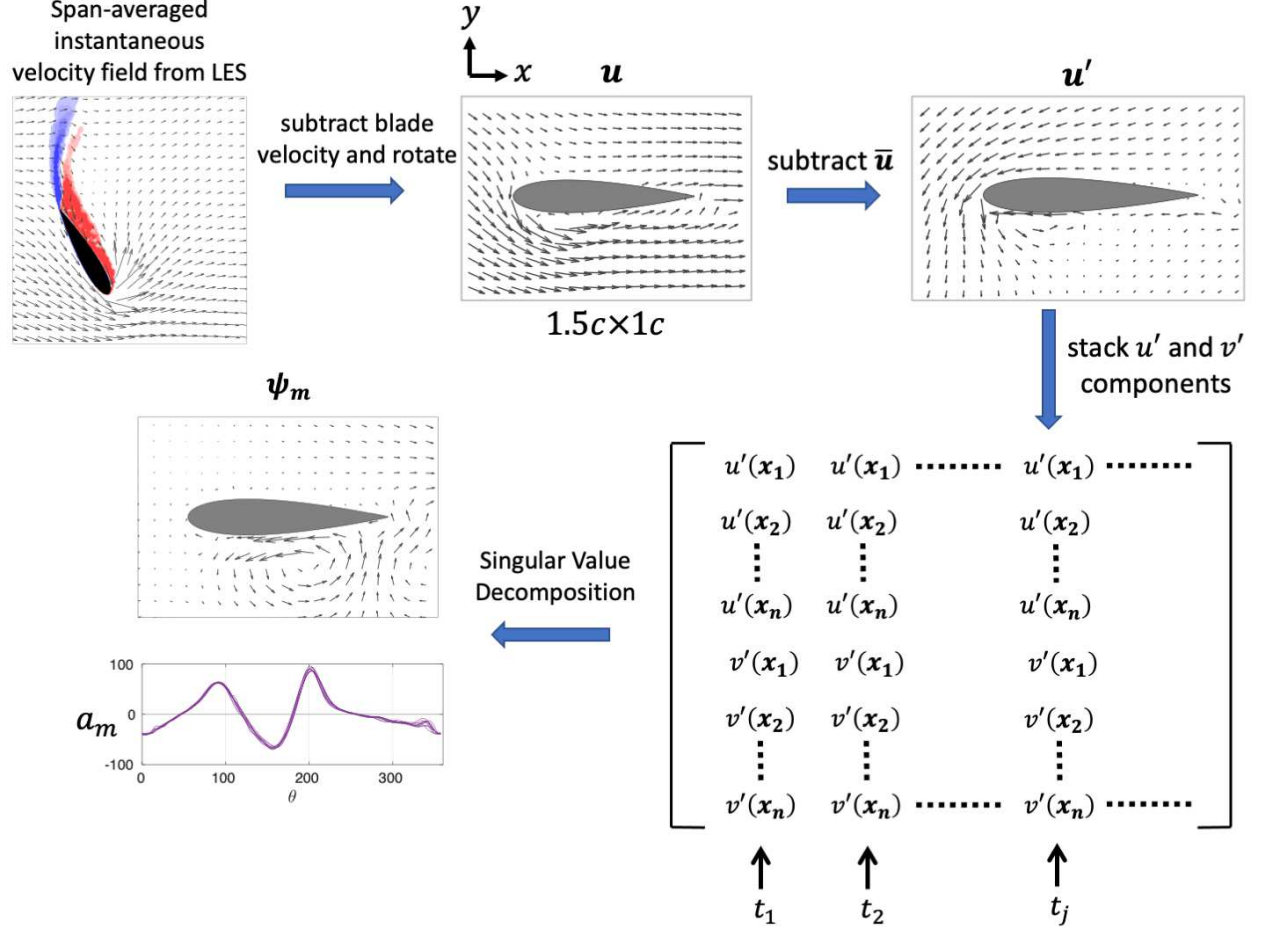 Span-averaged
instantaneous
velocity field from LES
subtract blade
velocity and rotate
y
x
u
1.5c×1c
subtract u̅
u′
stack u′ and v′
components
u′(x₁) u′(x₁) u′(x₁)
u′(x₂) u′(x₂) u′(x₂)
u′(xₙ) u′(xₙ) u′(xₙ)
v′(x₁) v′(x₁) v′(x₁)
v′(x₂) v′(x₂) v′(x₂)
v′(xₙ) v′(xₙ) v′(xₙ)
t₁ t₂ tⱼ
Singular Value
Decomposition
ψₘ
aₘ
100
0
-100
0 100 200 300
θ